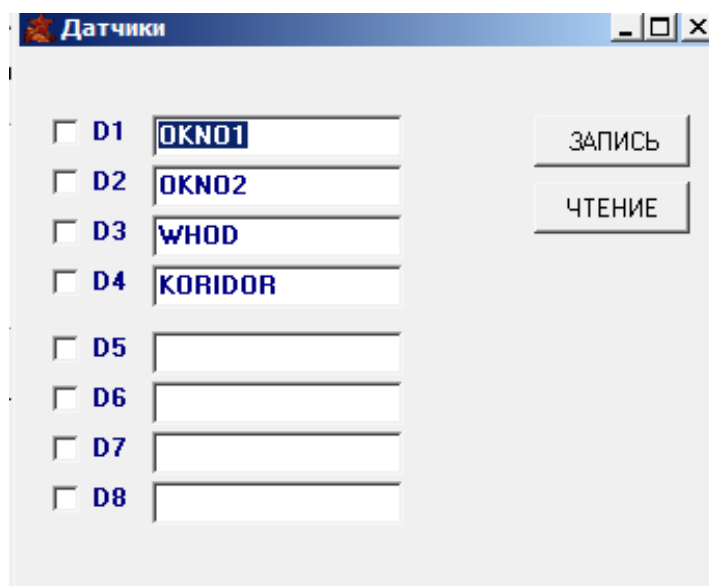 Датчики
D1 OKNO1
ЗАПИСЬ
D2 OKNO2
ЧТЕНИЕ
D3 WHOD
D4 KORIDOR
D5
D6
D7
D8